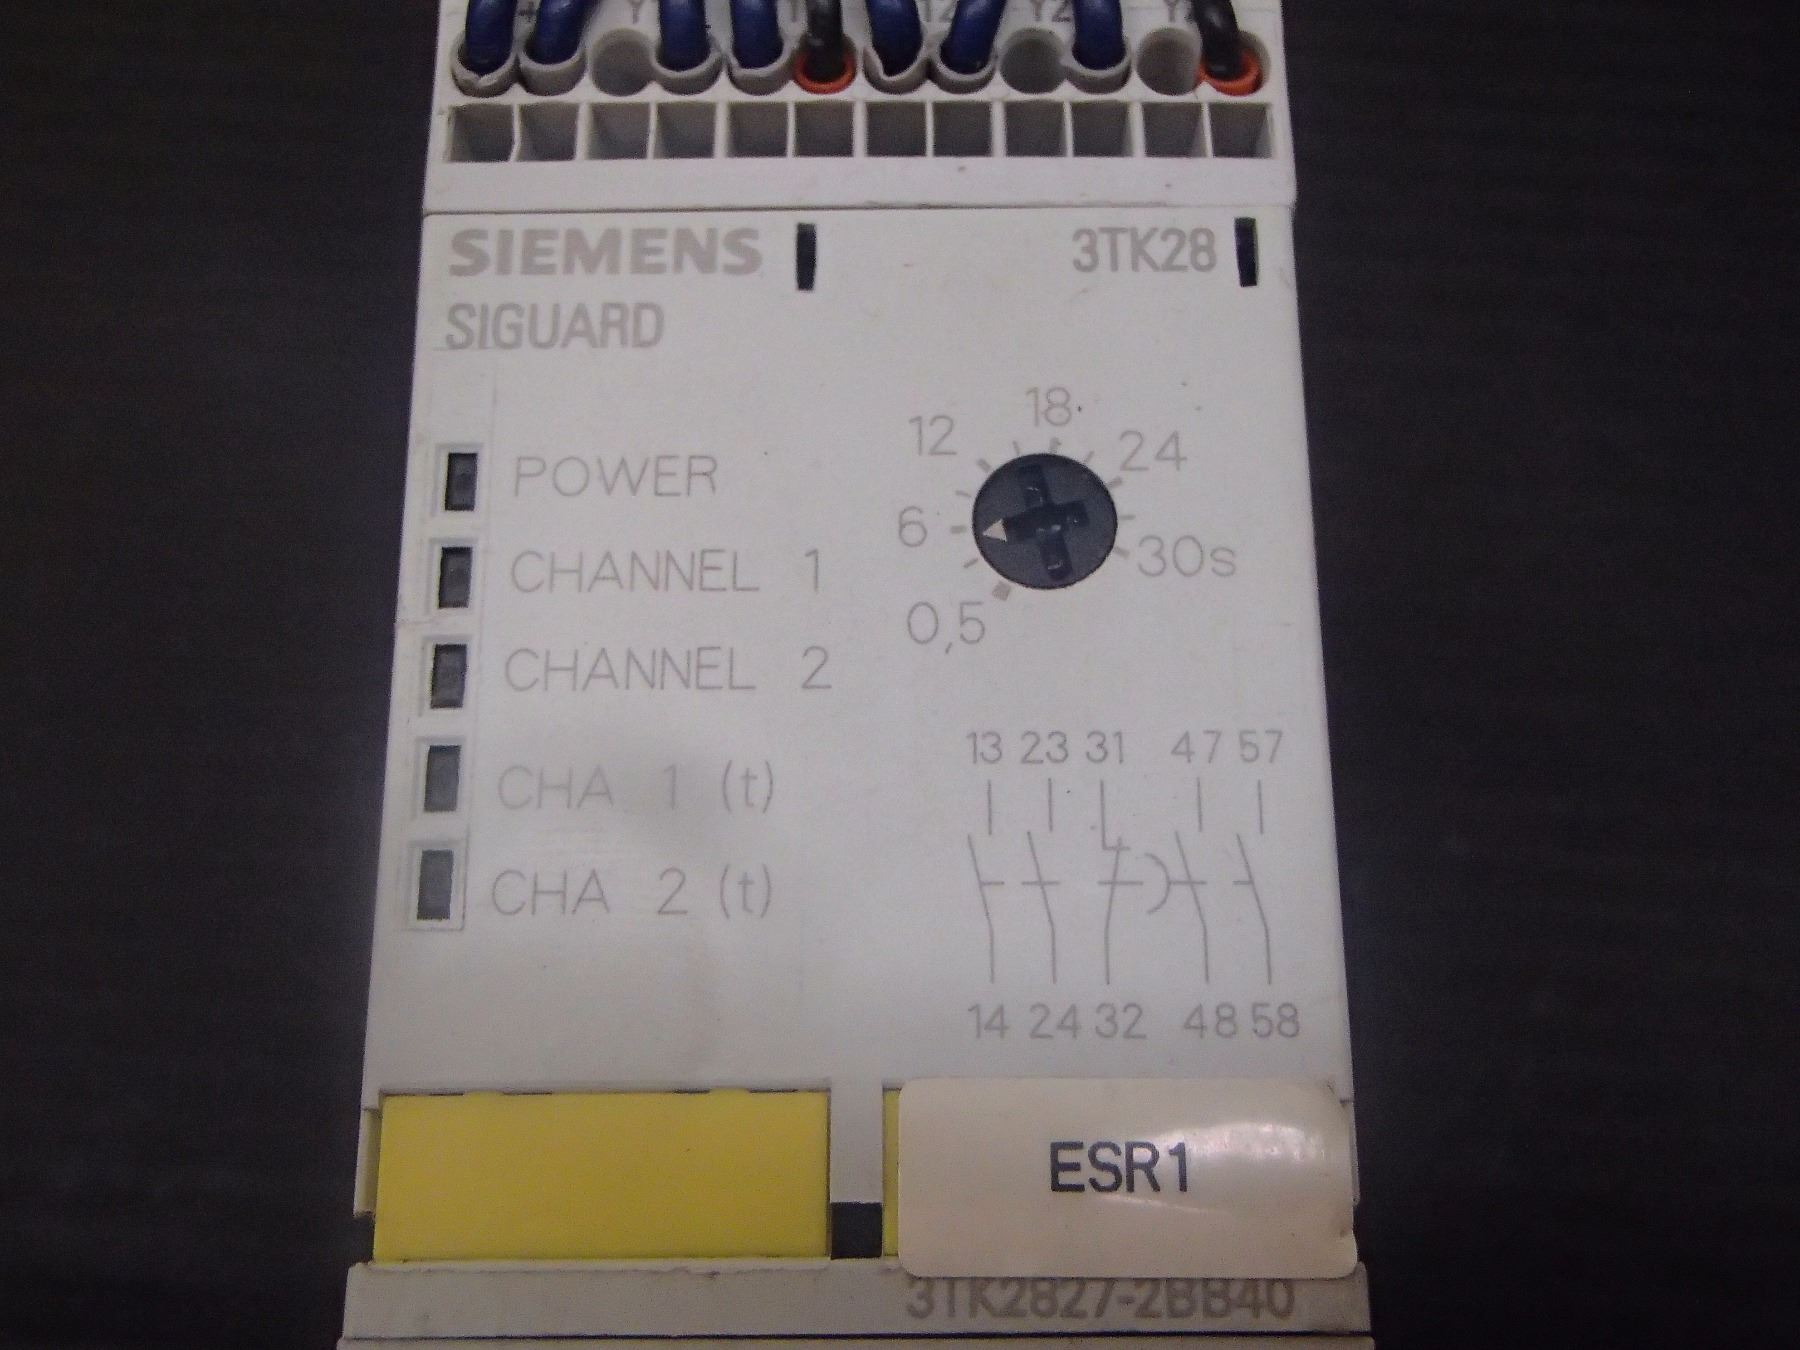 SIEMENS 3TK28
SIGUARD
18
12 24
POWER
6
CHANNEL 1 30s
0,5
CHANNEL 2
13 23 31 47 57
CHA 1 (t)
CHA 2 (t)
14 24 32 48 58
ESR1
3TK2827-2BB40